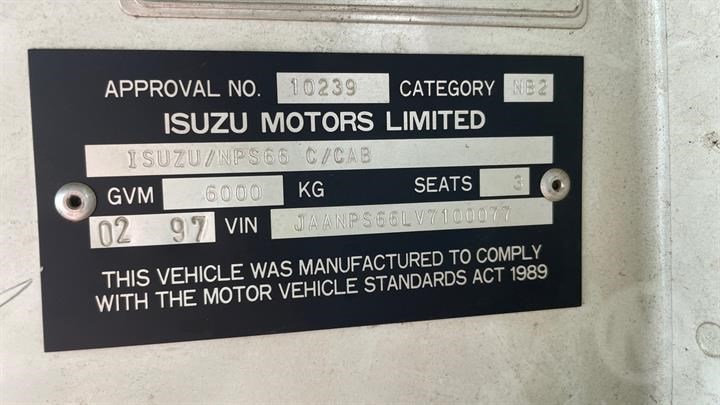 APPROVAL NO. 10239 CATEGORY NB2
ISUZU MOTORS LIMITED
ISUZU/NPS66 C/CAB
GVM 6000 KG SEATS 3
02 97 VIN JAANPS66LV7100077
THIS VEHICLE WAS MANUFACTURED TO COMPLY
WITH THE MOTOR VEHICLE STANDARDS ACT 1989